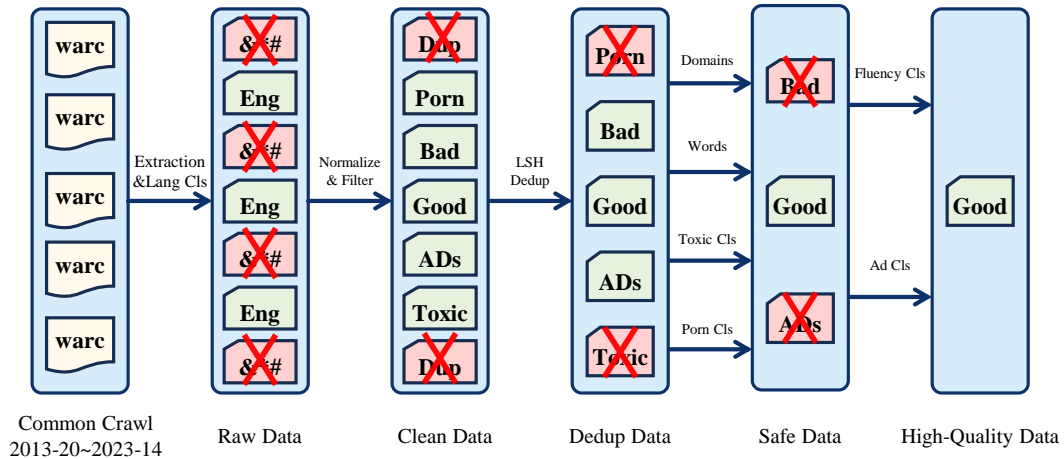 warc
warc
warc
warc
warc
Common Crawl
2013-20~2023-14
Extraction
&Lang Cls
&*#
Eng
&*#
Eng
&*#
Eng
&*#
Raw Data
Normalize
& Filter
Dup
Porn
Bad
Good
ADs
Toxic
Dup
Clean Data
LSH
Dedup
Porn
Bad
Good
ADs
Toxic
Dedup Data
Domains
Words
Toxic Cls
Porn Cls
Bad
Good
ADs
Safe Data
Fluency Cls
Ad Cls
Good
High-Quality Data